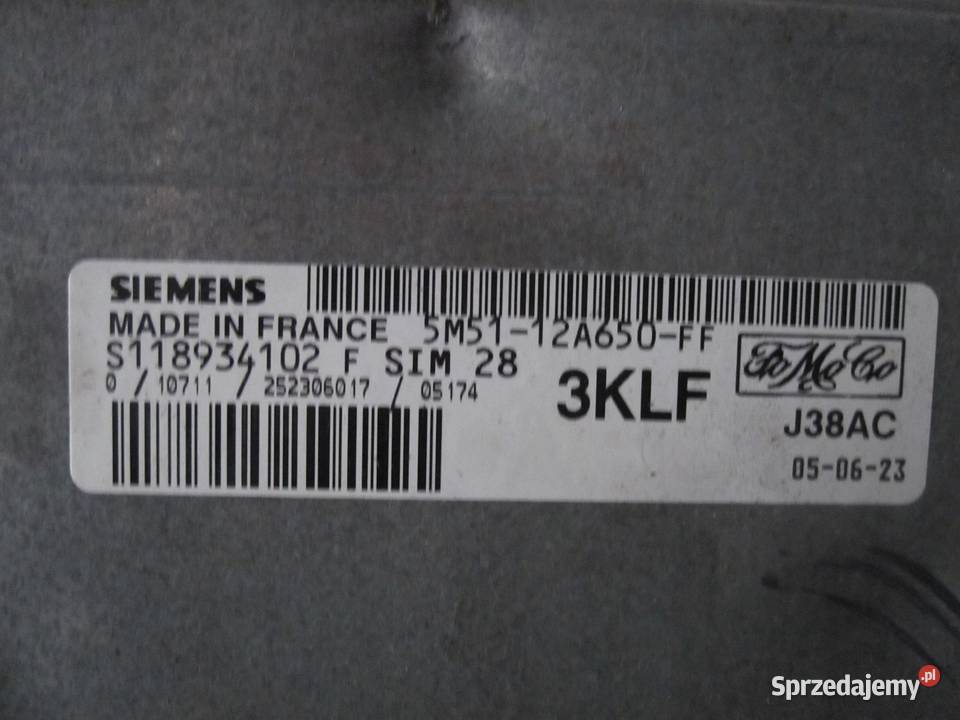 SIEMENS
MADE IN FRANCE 5M51-12A650-FF
S118934102 F SIM 28
0 / 10711 / 252306017 / 05174
3KLF
FoMoCo
J38AC
05-06-23
Sprzedajemy.pl